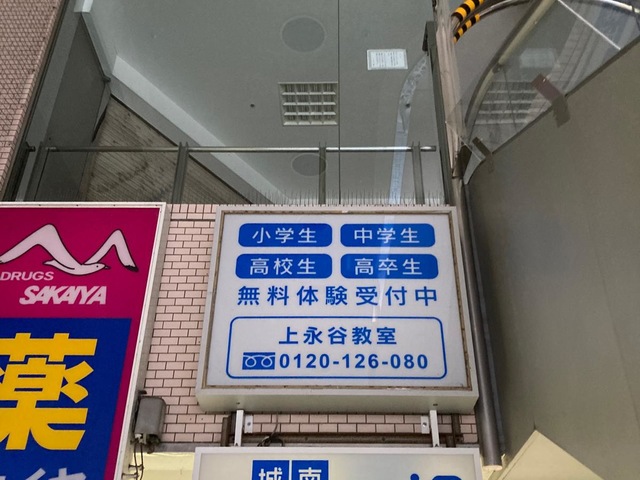 小学生 中学生
高校生 高卒生
無料体験受付中
上永谷教室
0120-126-080
DRUGS
SAKAIYA
薬
城南